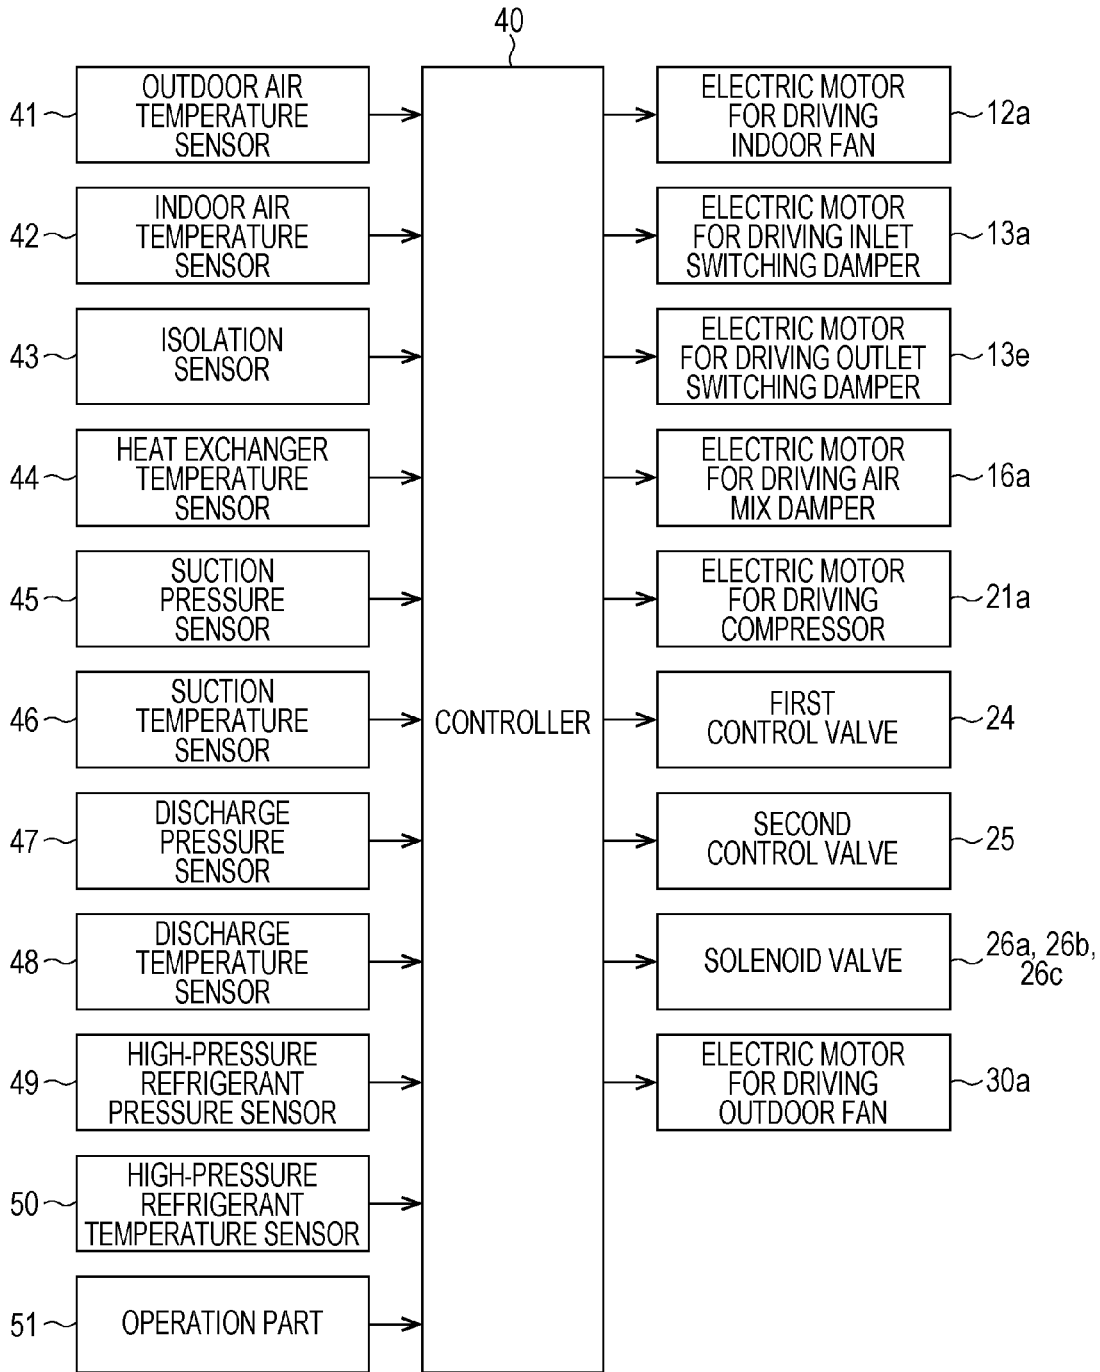 40
41
OUTDOOR AIR
TEMPERATURE
SENSOR
42
INDOOR AIR
TEMPERATURE
SENSOR
43
ISOLATION
SENSOR
44
HEAT EXCHANGER
TEMPERATURE
SENSOR
45
SUCTION
PRESSURE
SENSOR
46
SUCTION
TEMPERATURE
SENSOR
47
DISCHARGE
PRESSURE
SENSOR
48
DISCHARGE
TEMPERATURE
SENSOR
49
HIGH-PRESSURE
REFRIGERANT
PRESSURE SENSOR
50
HIGH-PRESSURE
REFRIGERANT
TEMPERATURE SENSOR
51
OPERATION PART
CONTROLLER
ELECTRIC MOTOR
FOR DRIVING
INDOOR FAN
12a
ELECTRIC MOTOR
FOR DRIVING INLET
SWITCHING DAMPER
13a
ELECTRIC MOTOR
FOR DRIVING OUTLET
SWITCHING DAMPER
13e
ELECTRIC MOTOR
FOR DRIVING AIR
MIX DAMPER
16a
ELECTRIC MOTOR
FOR DRIVING
COMPRESSOR
21a
FIRST
CONTROL VALVE
24
SECOND
CONTROL VALVE
25
SOLENOID VALVE
26a, 26b,
26c
ELECTRIC MOTOR
FOR DRIVING
OUTDOOR FAN
30a